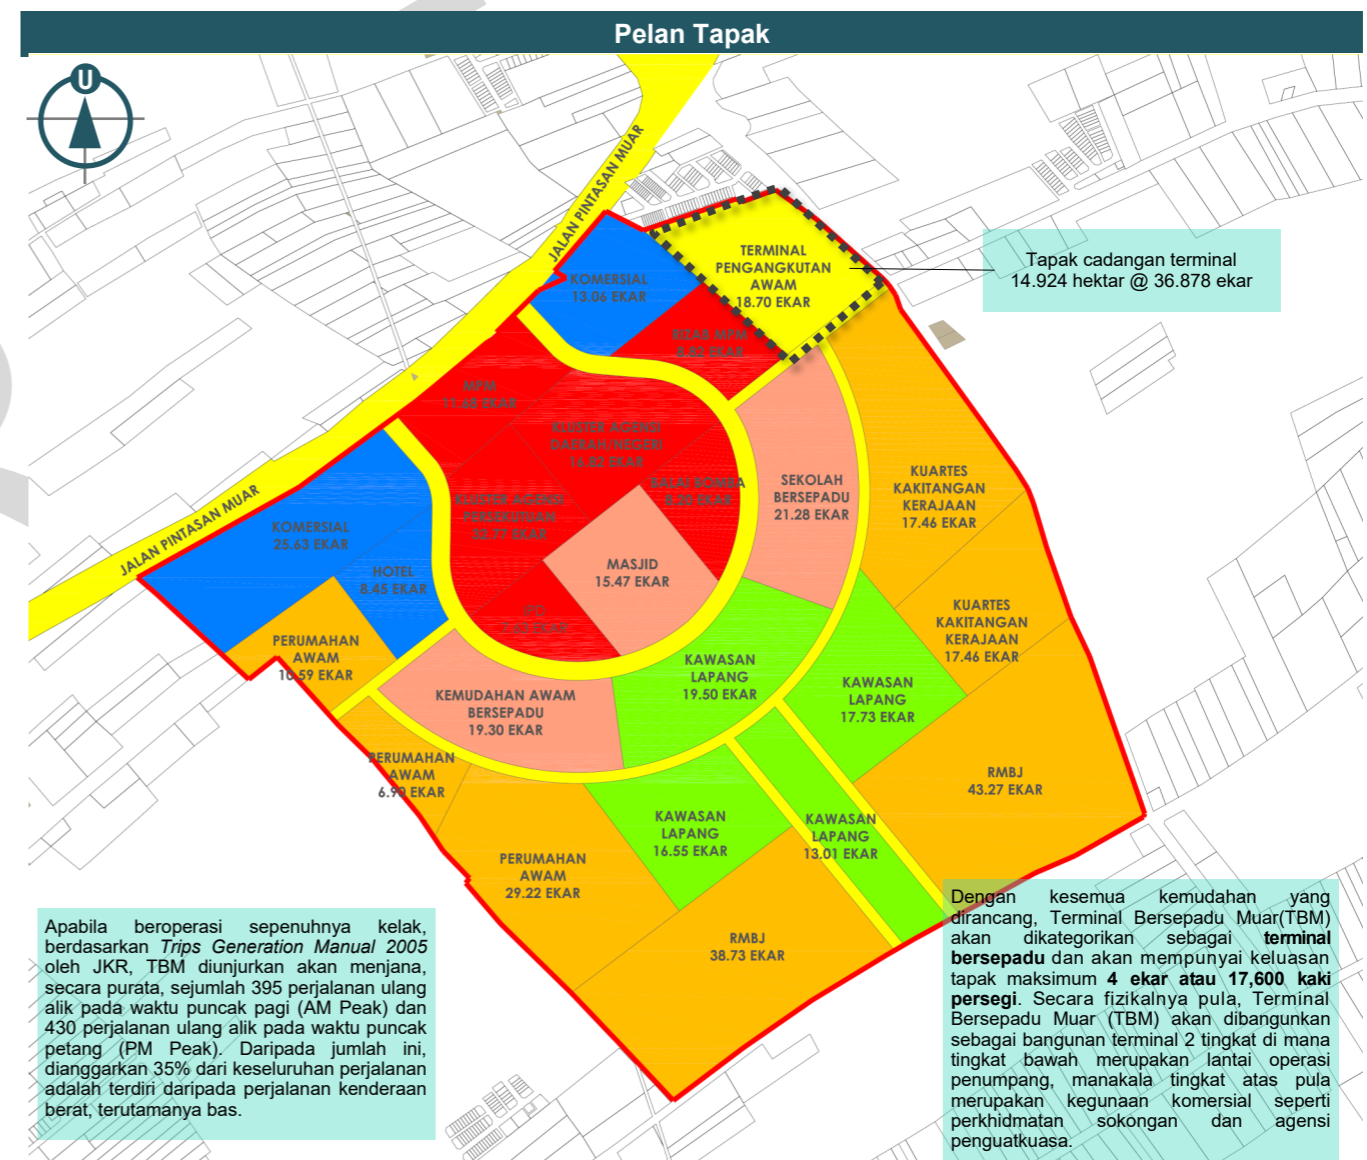 Pelan Tapak
U
JALAN PINTASAN MUAR
TERMINAL
PENGANGKUTAN
AWAM
18.70 EKAR
Tapak cadangan terminal
14.924 hektar @ 36.878 ekar
KOMERSIAL
13.06 EKAR
RIZAB MPM
8.82 EKAR
MPM
11.68 EKAR
KLUSTER AGENSI
DAERAH/NEGERI
16.82 EKAR
BALAI BOMBA
8.20 EKAR
SEKOLAH
BERSEPADU
21.28 EKAR
KUARTES
KAKITANGAN
KERAJAAN
17.46 EKAR
KLUSTER AGENSI
PERSEKUTUAN
32.77 EKAR
JALAN PINTASAN MUAR
KOMERSIAL
25.63 EKAR
HOTEL
8.45 EKAR
MASJID
15.47 EKAR
IPD
7.63 EKAR
KUARTES
KAKITANGAN
KERAJAAN
17.46 EKAR
PERUMAHAN
AWAM
10.59 EKAR
KEMUDAHAN AWAM
BERSEPADU
19.30 EKAR
KAWASAN
LAPANG
19.50 EKAR
KAWASAN
LAPANG
17.73 EKAR
PERUMAHAN
AWAM
6.90 EKAR
RMBJ
43.27 EKAR
KAWASAN
LAPANG
16.55 EKAR
KAWASAN
LAPANG
13.01 EKAR
PERUMAHAN
AWAM
29.22 EKAR
RMBJ
38.73 EKAR
Apabila beroperasi sepenuhnya kelak,
berdasarkan Trips Generation Manual 2005
oleh JKR, TBM diunjurkan akan menjana,
secara purata, sejumlah 395 perjalanan ulang
alik pada waktu puncak pagi (AM Peak) dan
430 perjalanan ulang alik pada waktu puncak
petang (PM Peak). Daripada jumlah ini,
dianggarkan 35% dari keseluruhan perjalanan
adalah terdiri daripada perjalanan kenderaan
berat, terutamanya bas.
Dengan kesemua kemudahan yang
dirancang, Terminal Bersepadu Muar(TBM)
akan dikategorikan sebagai terminal
bersepadu dan akan mempunyai keluasan
tapak maksimum 4 ekar atau 17,600 kaki
persegi. Secara fizikalnya pula, Terminal
Bersepadu Muar (TBM) akan dibangunkan
sebagai bangunan terminal 2 tingkat di mana
tingkat bawah merupakan lantai operasi
penumpang, manakala tingkat atas pula
merupakan kegunaan komersial seperti
perkhidmatan sokongan dan agensi
penguatkuasa.